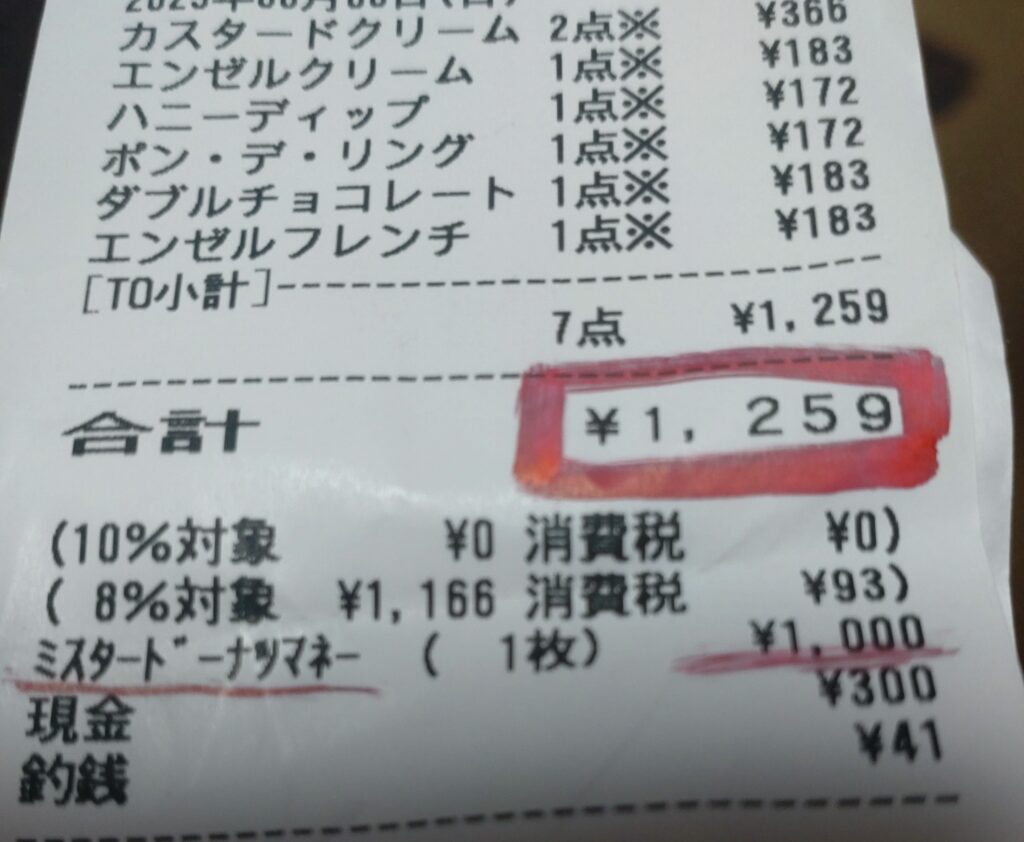 カスタードクリーム 2点※ ¥366
エンゼルクリーム 1点※ ¥183
ハニーディップ 1点※ ¥172
ポン・デ・リング 1点※ ¥172
ダブルチョコレート 1点※ ¥183
エンゼルフレンチ 1点※ ¥183
[TO小計]
7点 ¥1,259
合計 ¥1,259
(10%対象 ¥0 消費税 ¥0)
( 8%対象 ¥1,166 消費税 ¥93)
ミスタードーナツマネー ( 1枚) ¥1,000
現金 ¥300
釣銭 ¥41